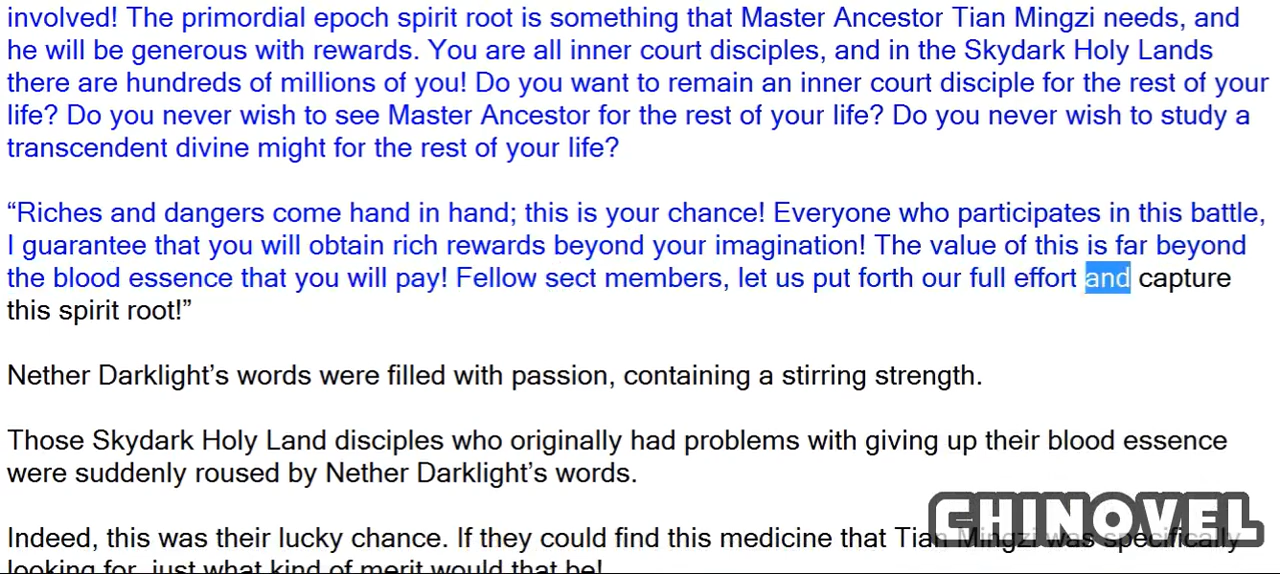 involved! The primordial epoch spirit root is something that Master Ancestor Tian Mingzi needs, and
he will be generous with rewards. You are all inner court disciples, and in the Skydark Holy Lands
there are hundreds of millions of you! Do you want to remain an inner court disciple for the rest of your
life? Do you never wish to see Master Ancestor for the rest of your life? Do you never wish to study a
transcendent divine might for the rest of your life?
“Riches and dangers come hand in hand; this is your chance! Everyone who participates in this battle,
I guarantee that you will obtain rich rewards beyond your imagination! The value of this is far beyond
the blood essence that you will pay! Fellow sect members, let us put forth our full effort and capture
this spirit root!”
Nether Darklight’s words were filled with passion, containing a stirring strength.
Those Skydark Holy Land disciples who originally had problems with giving up their blood essence
were suddenly roused by Nether Darklight’s words.
Indeed, this was their lucky chance. If they could find this medicine that Tian Mingzi was specifically
looking for, just what kind of merit would that be!
CHINOVEL